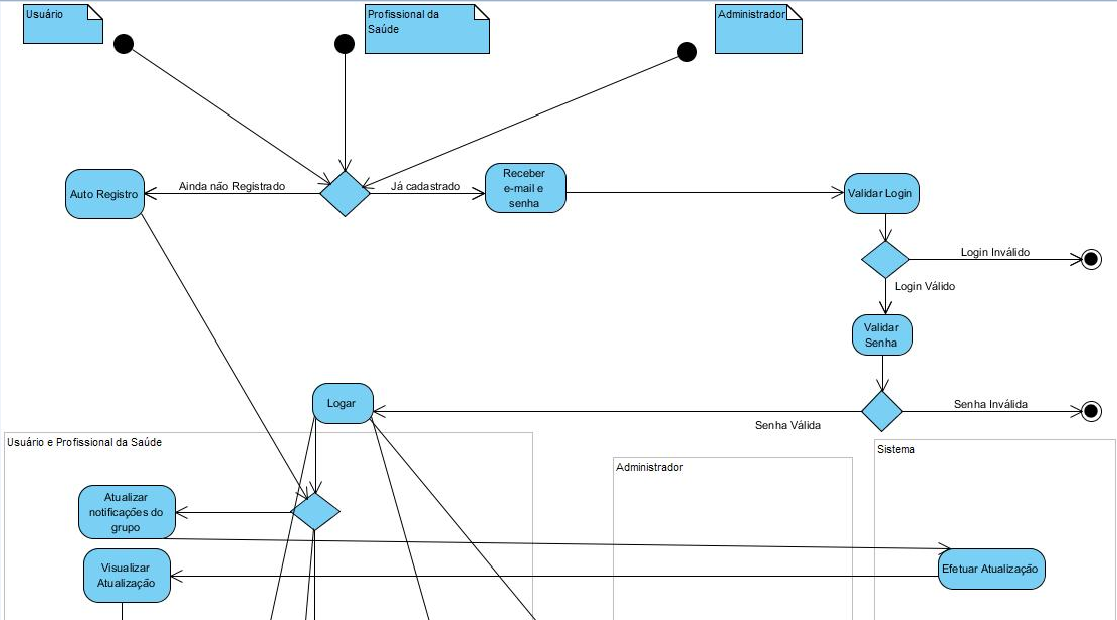 Usuário
Profissional da
Saúde
Administrador
Auto Registro
Ainda não Registrado
Já cadastrado
Receber
e-mail e
senha
Validar Login
Login Inválido
Login Válido
Validar
Senha
Logar
Senha Válida
Senha Inválida
Usuário e Profissional da Saúde
Administrador
Sistema
Atualizar
notificações do
grupo
Visualizar
Atualização
Efetuar Atualização